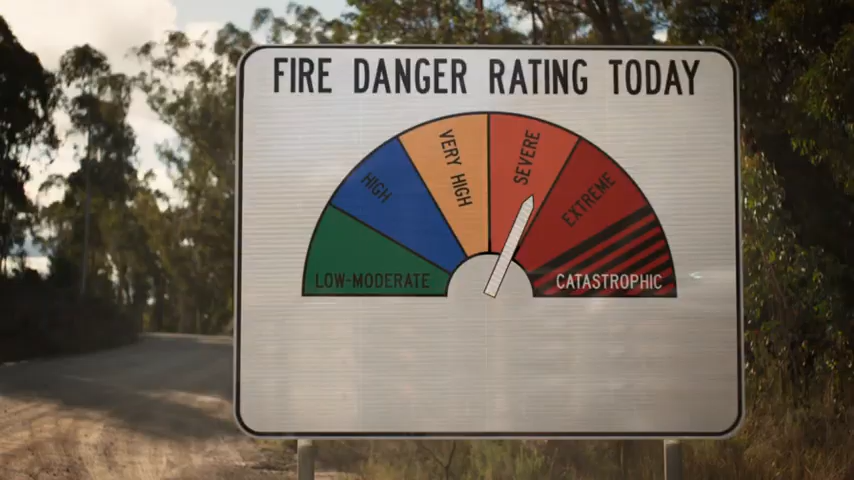 FIRE DANGER RATING TODAY
LOW-MODERATE
HIGH
VERY HIGH
SEVERE
EXTREME
CATASTROPHIC